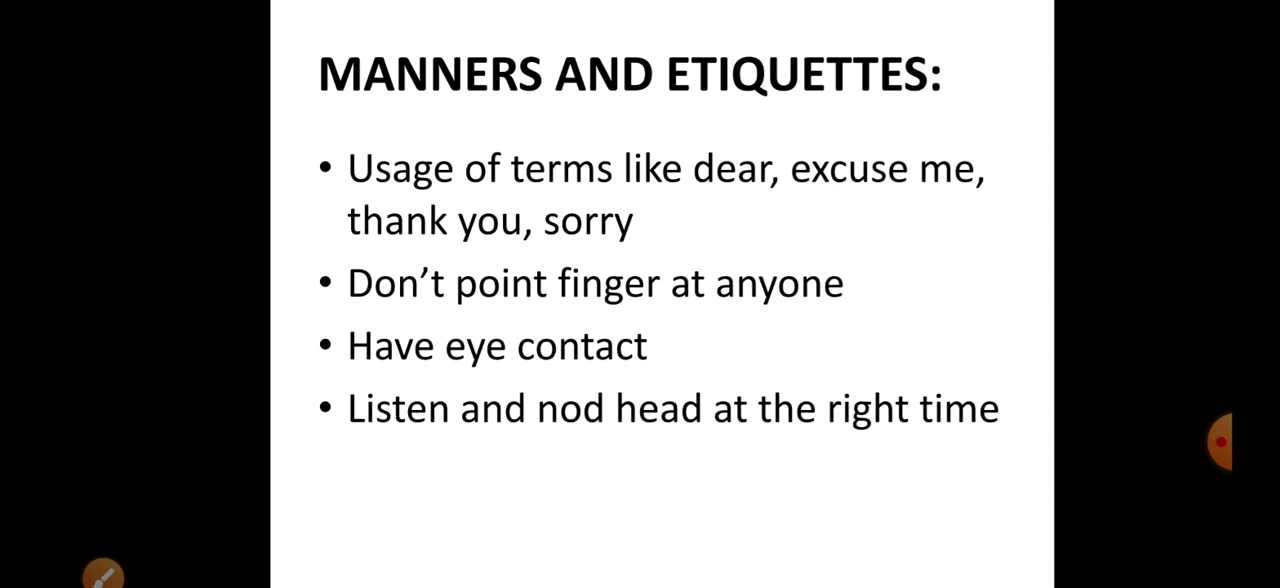 MANNERS AND ETIQUETTES:
• Usage of terms like dear, excuse me,
thank you, sorry
• Don’t point finger at anyone
• Have eye contact
• Listen and nod head at the right time